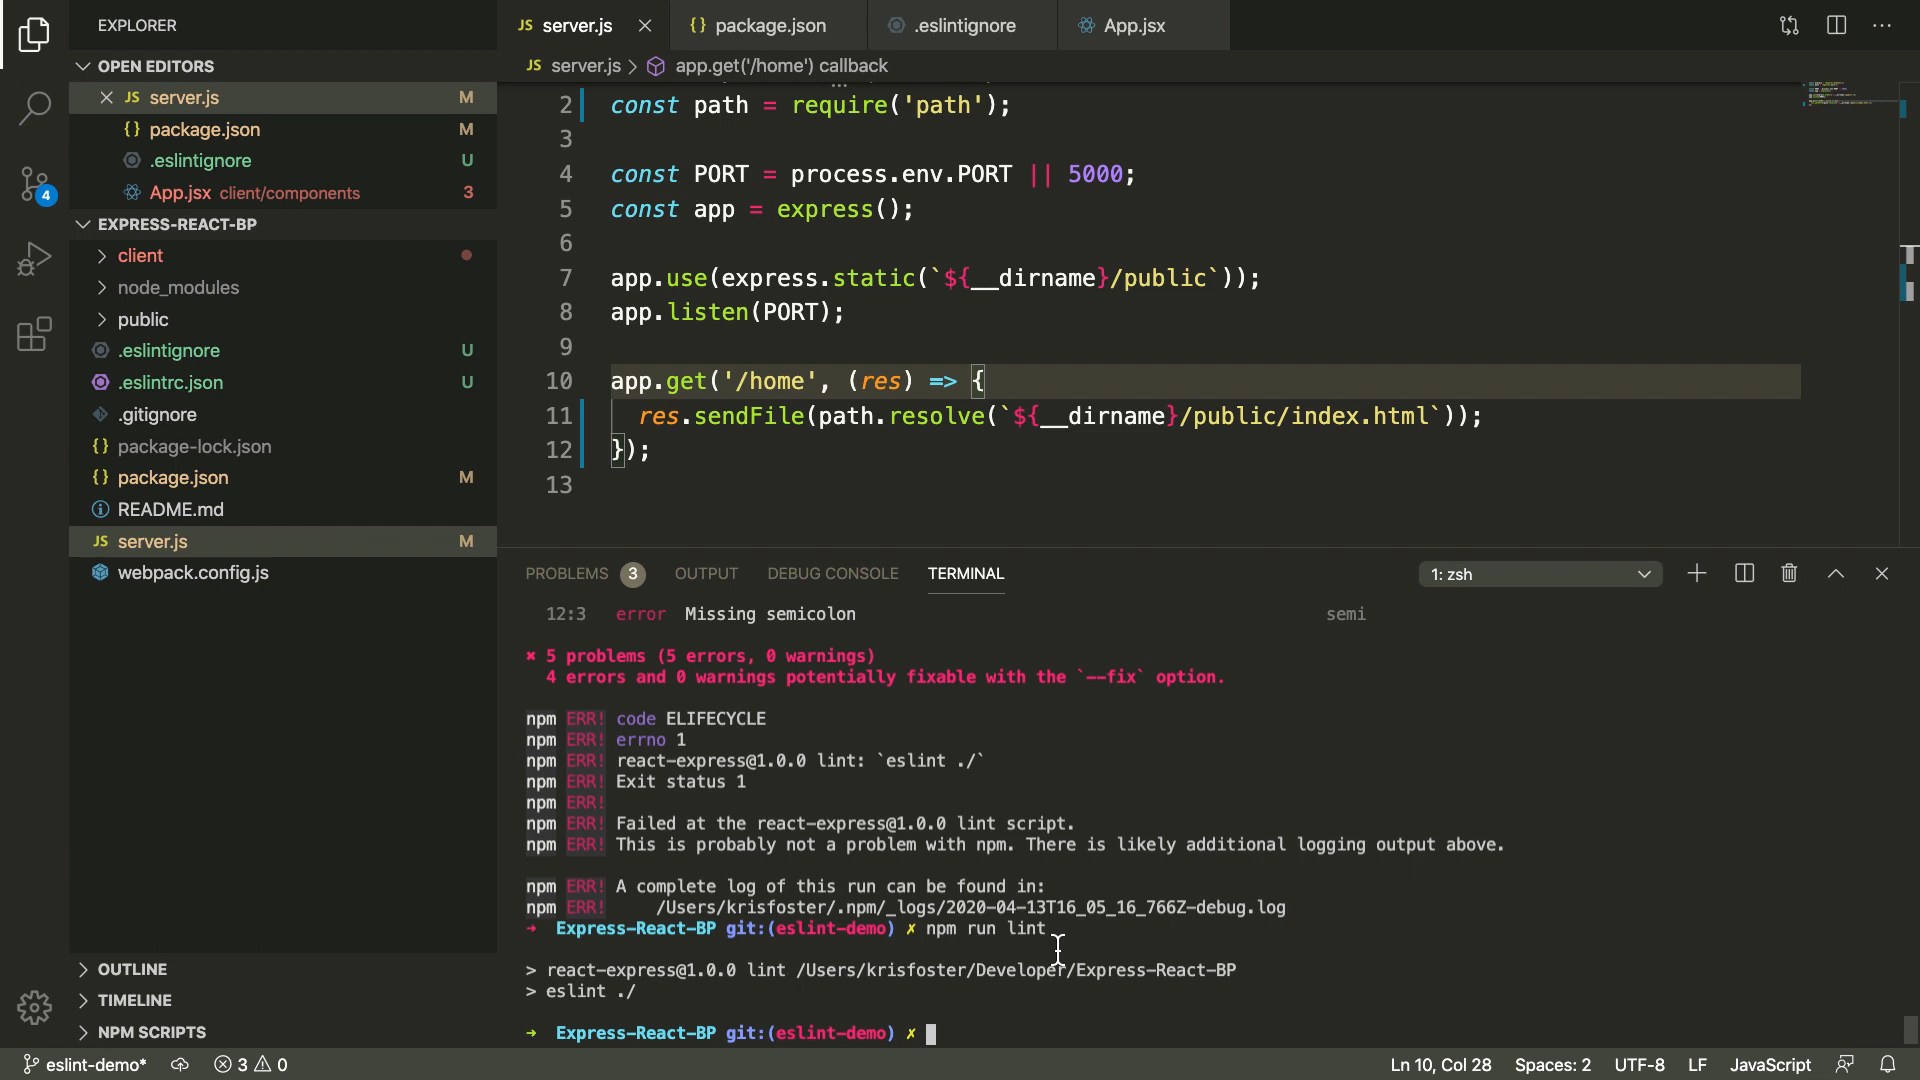 EXPLORER
OPEN EDITORS
JS server.js M
{} package.json M
.eslintignore U
App.jsx client/components 3
EXPRESS-REACT-BP
client
node_modules
public
.eslintignore U
.eslintrc.json U
.gitignore
{} package-lock.json
{} package.json M
README.md
JS server.js M
webpack.config.js
OUTLINE
TIMELINE
NPM SCRIPTS
4
JS server.js
{} package.json
.eslintignore
App.jsx
JS server.js > app.get('/home') callback
2 const path = require('path');
3
4 const PORT = process.env.PORT || 5000;
5 const app = express();
6
7 app.use(express.static(`${__dirname}/public`));
8 app.listen(PORT);
9
10 app.get('/home', (res) => {
11 res.sendFile(path.resolve(`${__dirname}/public/index.html`));
12 });
13
PROBLEMS 3 OUTPUT DEBUG CONSOLE TERMINAL 1: zsh
12:3 error Missing semicolon semi
✖ 5 problems (5 errors, 0 warnings)
4 errors and 0 warnings potentially fixable with the `--fix` option.
npm ERR! code ELIFECYCLE
npm ERR! errno 1
npm ERR! react-express@1.0.0 lint: `eslint ./`
npm ERR! Exit status 1
npm ERR!
npm ERR! Failed at the react-express@1.0.0 lint script.
npm ERR! This is probably not a problem with npm. There is likely additional logging output above.
npm ERR! A complete log of this run can be found in:
npm ERR! /Users/krisfoster/.npm/_logs/2020-04-13T16_05_16_766Z-debug.log
➜ Express-React-BP git:(eslint-demo) ✗ npm run lint
> react-express@1.0.0 lint /Users/krisfoster/Developer/Express-React-BP
> eslint ./
➜ Express-React-BP git:(eslint-demo) ✗
eslint-demo* 3 0 Ln 10, Col 28 Spaces: 2 UTF-8 LF JavaScript